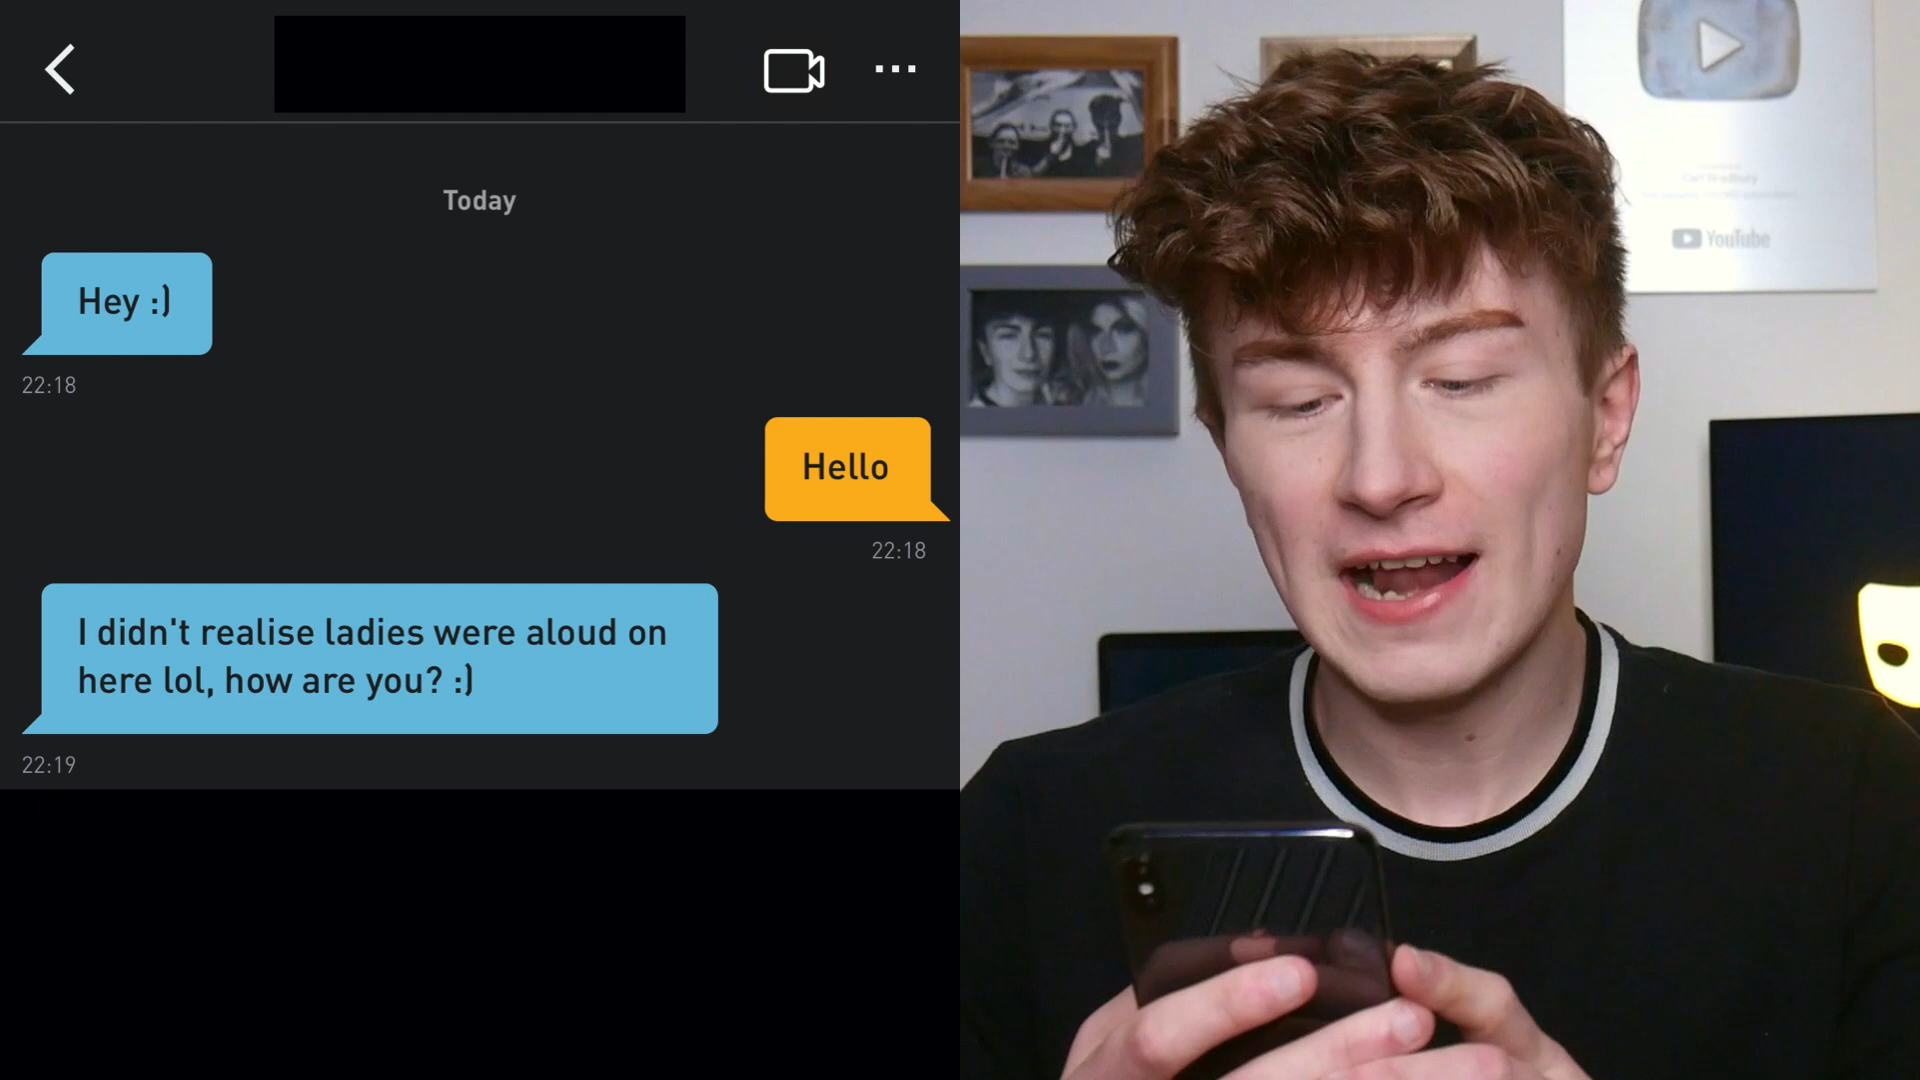 Today
Hey :)
22:18
Hello
22:18
I didn't realise ladies were aloud on
here lol, how are you? :)
22:19
YouTube